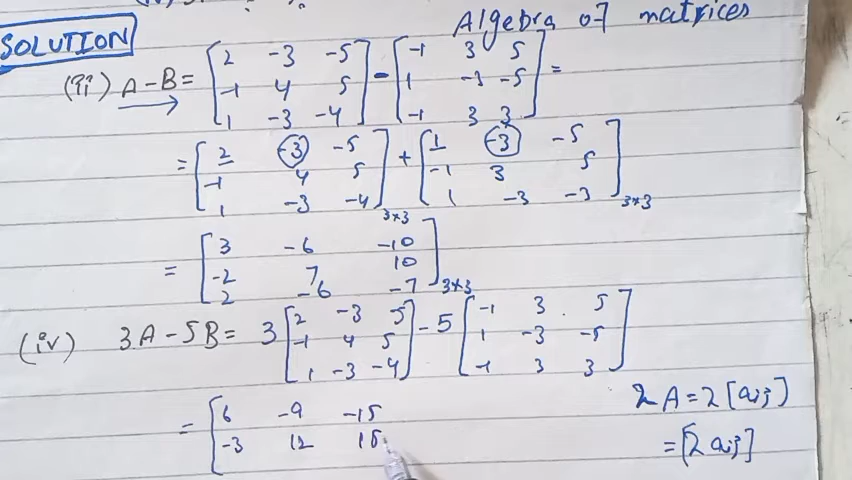 Algebra of matrices
SOLUTION
(ii) A-B= [2 -3 -5] - [-1 3 5] =
[-1 4 5] [1 -3 -5]
[1 -3 -4] [-1 3 3]
= [2 -3 -5] + [1 -3 -5]
[-1 4 5] [-1 3 5]
[1 -3 -4] 3×3 [1 -3 -3] 3×3
= [3 -6 -10]
[-2 7 10]
[2 -6 -7] 3×3
(iv) 3A-5B= 3 [2 -3 5] - 5 [-1 3 5]
[-1 4 5] [1 -3 -5]
[1 -3 -4] [-1 3 3]
= [6 -9 -15
[-3 12 15
2A=2[aij]
=[2aij]